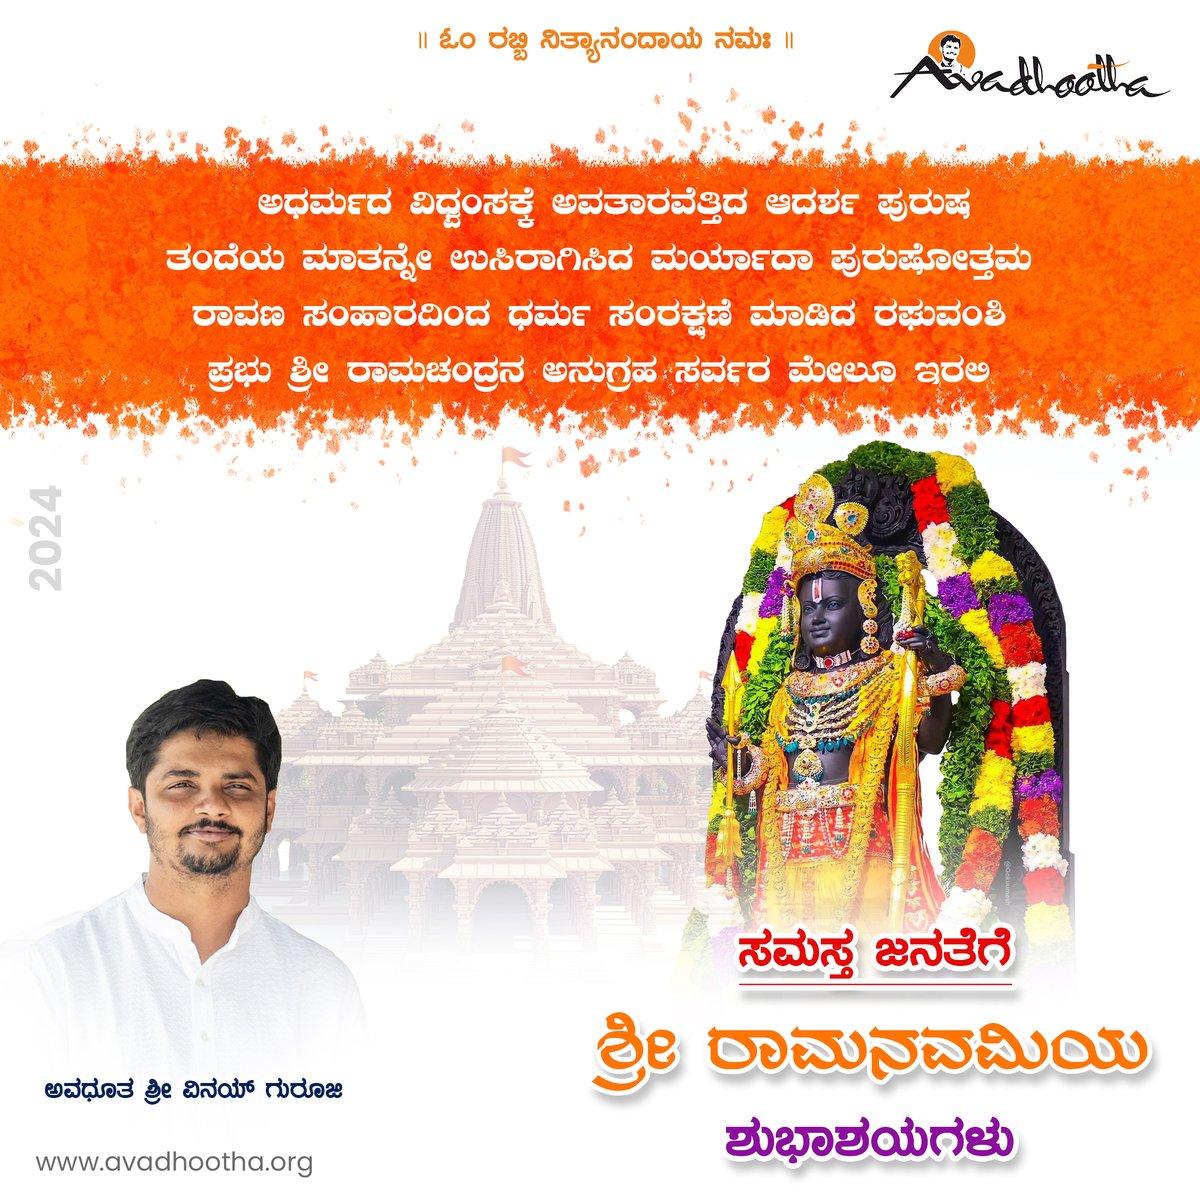 ॥ ಓಂ ರಬ್ಬಿ ನಿತ್ಯಾನಂದಾಯ ನಮಃ ॥
Avadhootha
ಅಧರ್ಮದ ವಿಧ್ವಂಸಕ್ಕೆ ಅವತಾರವೆತ್ತಿದ ಆದರ್ಶ ಪುರುಷ
ತಂದೆಯ ಮಾತನ್ನೇ ಉಸಿರಾಗಿಸಿದ ಮರ್ಯಾದಾ ಪುರುಷೋತ್ತಮ
ರಾವಣ ಸಂಹಾರದಿಂದ ಧರ್ಮ ಸಂರಕ್ಷಣೆ ಮಾಡಿದ ರಘುವಂಶಿ
ಪ್ರಭು ಶ್ರೀ ರಾಮಚಂದ್ರನ ಅನುಗ್ರಹ ಸರ್ವರ ಮೇಲೂ ಇರಲಿ
2024
ಸಮಸ್ತ ಜನತೆಗೆ
ಶ್ರೀ ರಾಮನವಮಿಯ
ಶುಭಾಶಯಗಳು
ಅವಧೂತ ಶ್ರೀ ವಿನಯ್ ಗುರೂಜಿ
www.avadhootha.org